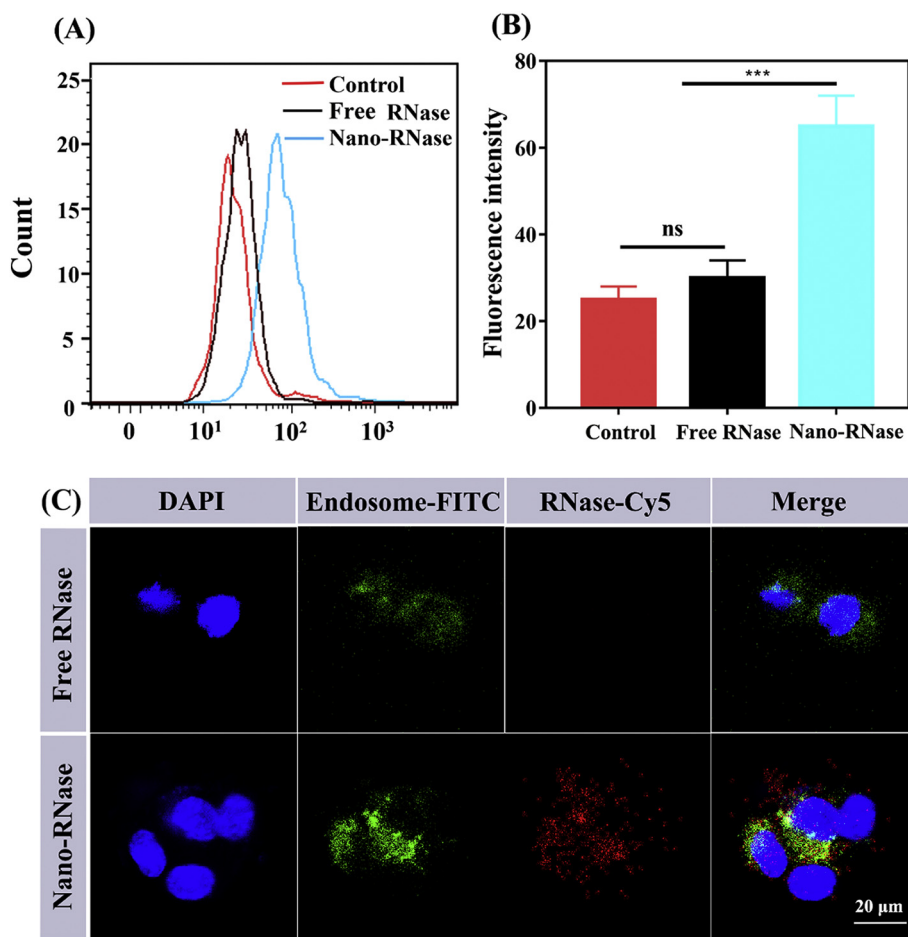 (A)
25
20
15
10
5
0
Count
Control
Free RNase
Nano-RNase
0 10¹ 10² 10³
(B)
80
60
40
20
0
Fluorescence intensity
***
ns
Control Free RNase Nano-RNase
(C)
DAPI Endosome-FITC RNase-Cy5 Merge
Free RNase
Nano-RNase
20 μm